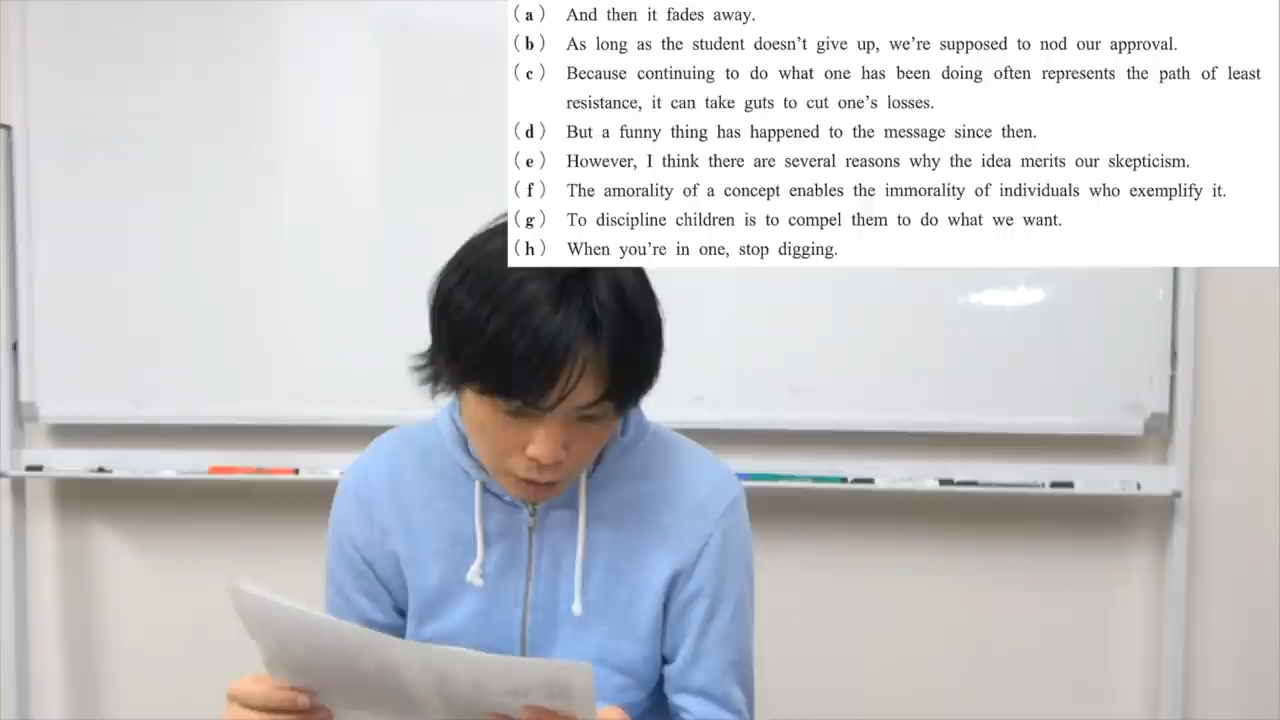 (a) And then it fades away.
(b) As long as the student doesn't give up, we're supposed to nod our approval.
(c) Because continuing to do what one has been doing often represents the path of least
resistance, it can take guts to cut one's losses.
(d) But a funny thing has happened to the message since then.
(e) However, I think there are several reasons why the idea merits our skepticism.
(f) The amorality of a concept enables the immorality of individuals who exemplify it.
(g) To discipline children is to compel them to do what we want.
(h) When you're in one, stop digging.